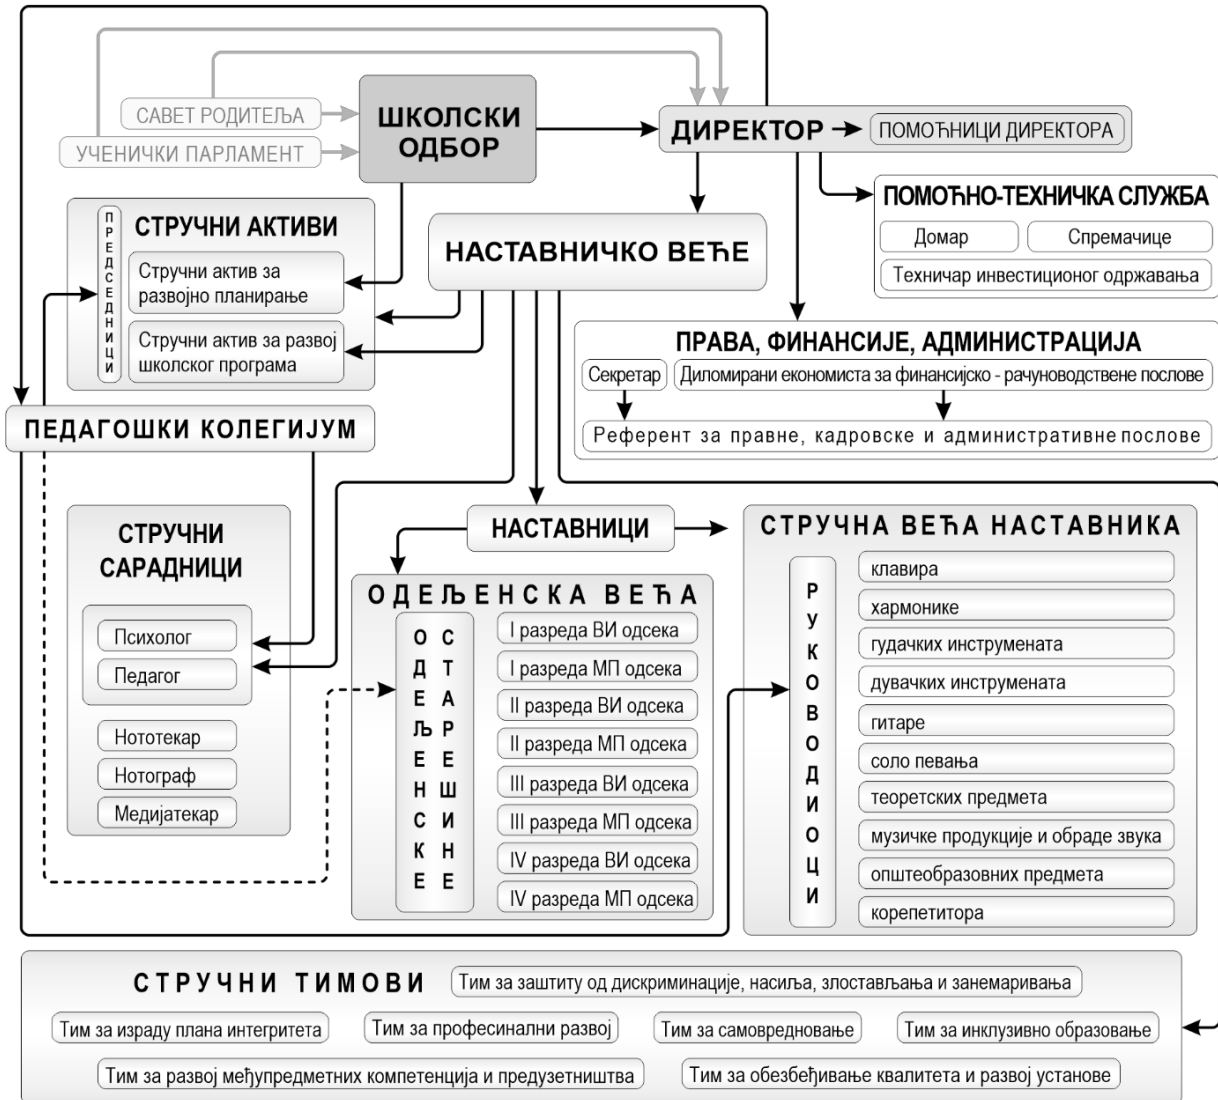 САВЕТ РОДИТЕЉА
УЧЕНИЧКИ ПАРЛАМЕНТ
ШКОЛСКИ
ОДБОР
ДИРЕКТОР
ПОМОЋНИЦИ ДИРЕКТОРА
ПОМОЋНО-ТЕХНИЧКА СЛУЖБА
Домар
Спремачице
Техничар инвестиционог одржавања
ПРЕДСЕДНИЦИ
СТРУЧНИ АКТИВИ
Стручни актив за
развојно планирање
Стручни актив за развој
школског програма
НАСТАВНИЧКО ВЕЋЕ
ПРАВА, ФИНАНСИЈЕ, АДМИНИСТРАЦИЈА
Секретар
Диломирани економиста за финансијско - рачуноводствене послове
Референт за правне, кадровске и административне послове
ПЕДАГОШКИ КОЛЕГИЈУМ
СТРУЧНИ
САРАДНИЦИ
Психолог
Педагог
Нототекар
Нотограф
Медијатекар
НАСТАВНИЦИ
ОДЕЉЕНСКА ВЕЋА
ОДЕЉЕНСКЕ
СТАРЕШИНЕ
I разреда ВИ одсека
I разреда МП одсека
II разреда ВИ одсека
II разреда МП одсека
III разреда ВИ одсека
III разреда МП одсека
IV разреда ВИ одсека
IV разреда МП одсека
СТРУЧНА ВЕЋА НАСТАВНИКА
РУКОВОДИОЦИ
клавира
хармонике
гудачких инструмената
дувачких инструмената
гитаре
соло певања
теоретских предмета
музичке продукције и обраде звука
општеобразовних предмета
корепетитора
СТРУЧНИ ТИМОВИ
Тим за заштиту од дискриминације, насиља, злостављања и занемаривања
Тим за израду плана интегритета
Тим за професинални развој
Тим за самовредновање
Тим за инклузивно образовање
Тим за развој међупредметних компетенција и предузетништва
Тим за обезбеђивање квалитета и развој установе